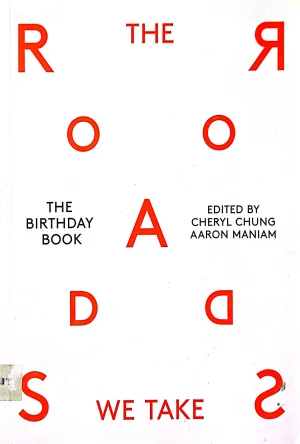 THE
R R
O O
THE
BIRTHDAY
BOOK
A
EDITED BY
CHERYL CHUNG
AARON MANIAM
D D
S WE TAKE S